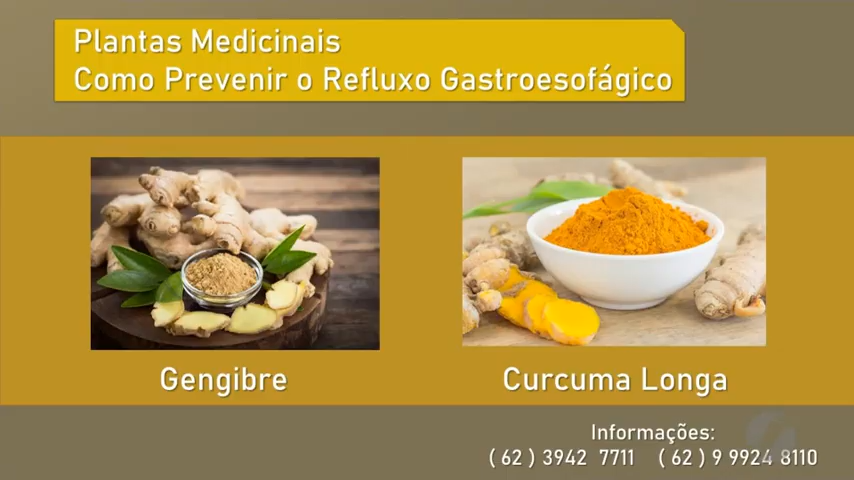 Plantas Medicinais
Como Prevenir o Refluxo Gastroesofágico
Gengibre
Curcuma Longa
Informações:
( 62 ) 3942 7711 ( 62 ) 9 9924 8110